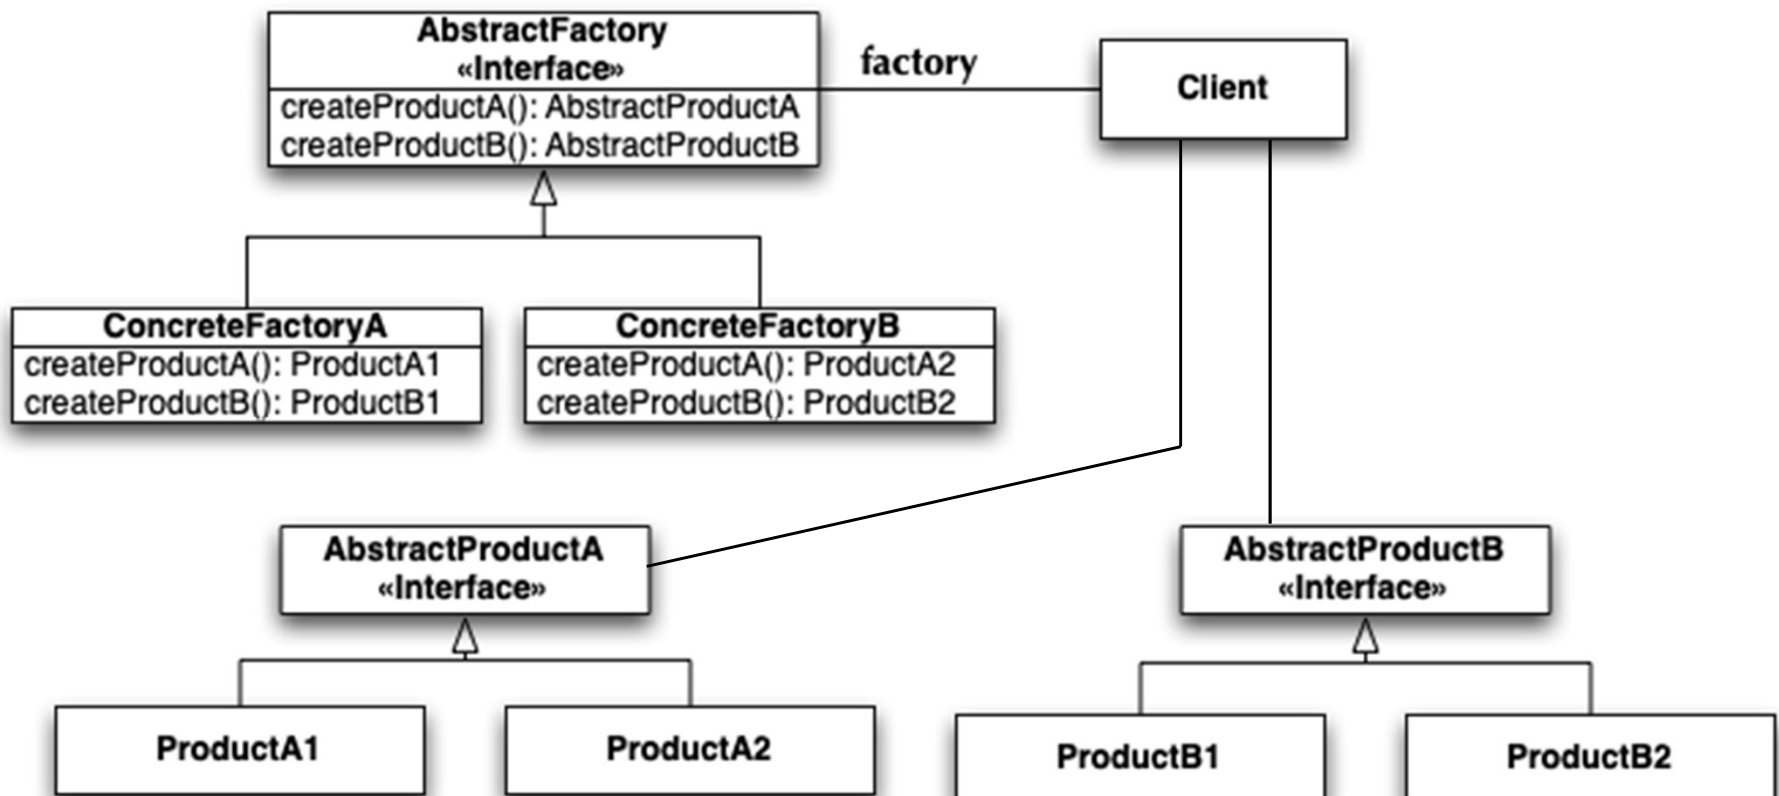 AbstractFactory
«Interface»
createProductA(): AbstractProductA
createProductB(): AbstractProductB
factory
Client
ConcreteFactoryA
createProductA(): ProductA1
createProductB(): ProductB1
ConcreteFactoryB
createProductA(): ProductA2
createProductB(): ProductB2
AbstractProductA
«Interface»
AbstractProductB
«Interface»
ProductA1
ProductA2
ProductB1
ProductB2